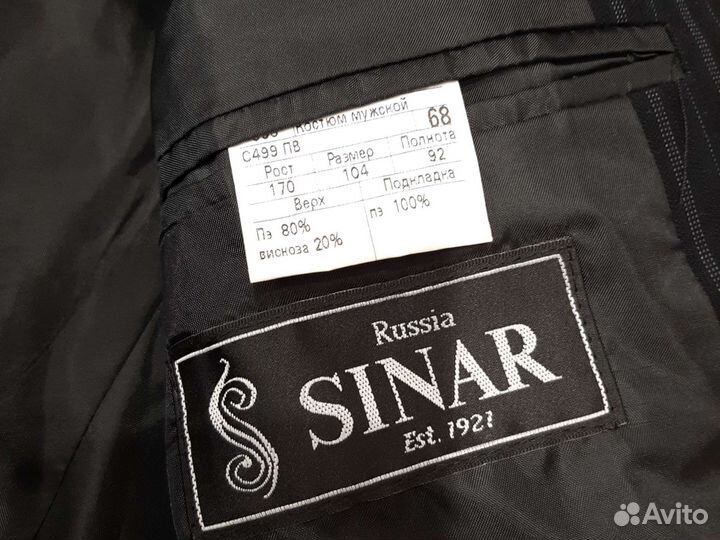 Костюм мужской 68
С499 ПВ
Рост Размер Полнота
170 104 92
Верх Подкладка
Пэ 80% пэ 100%
висноза 20%
Russia
SINAR
Est. 1921
Avito